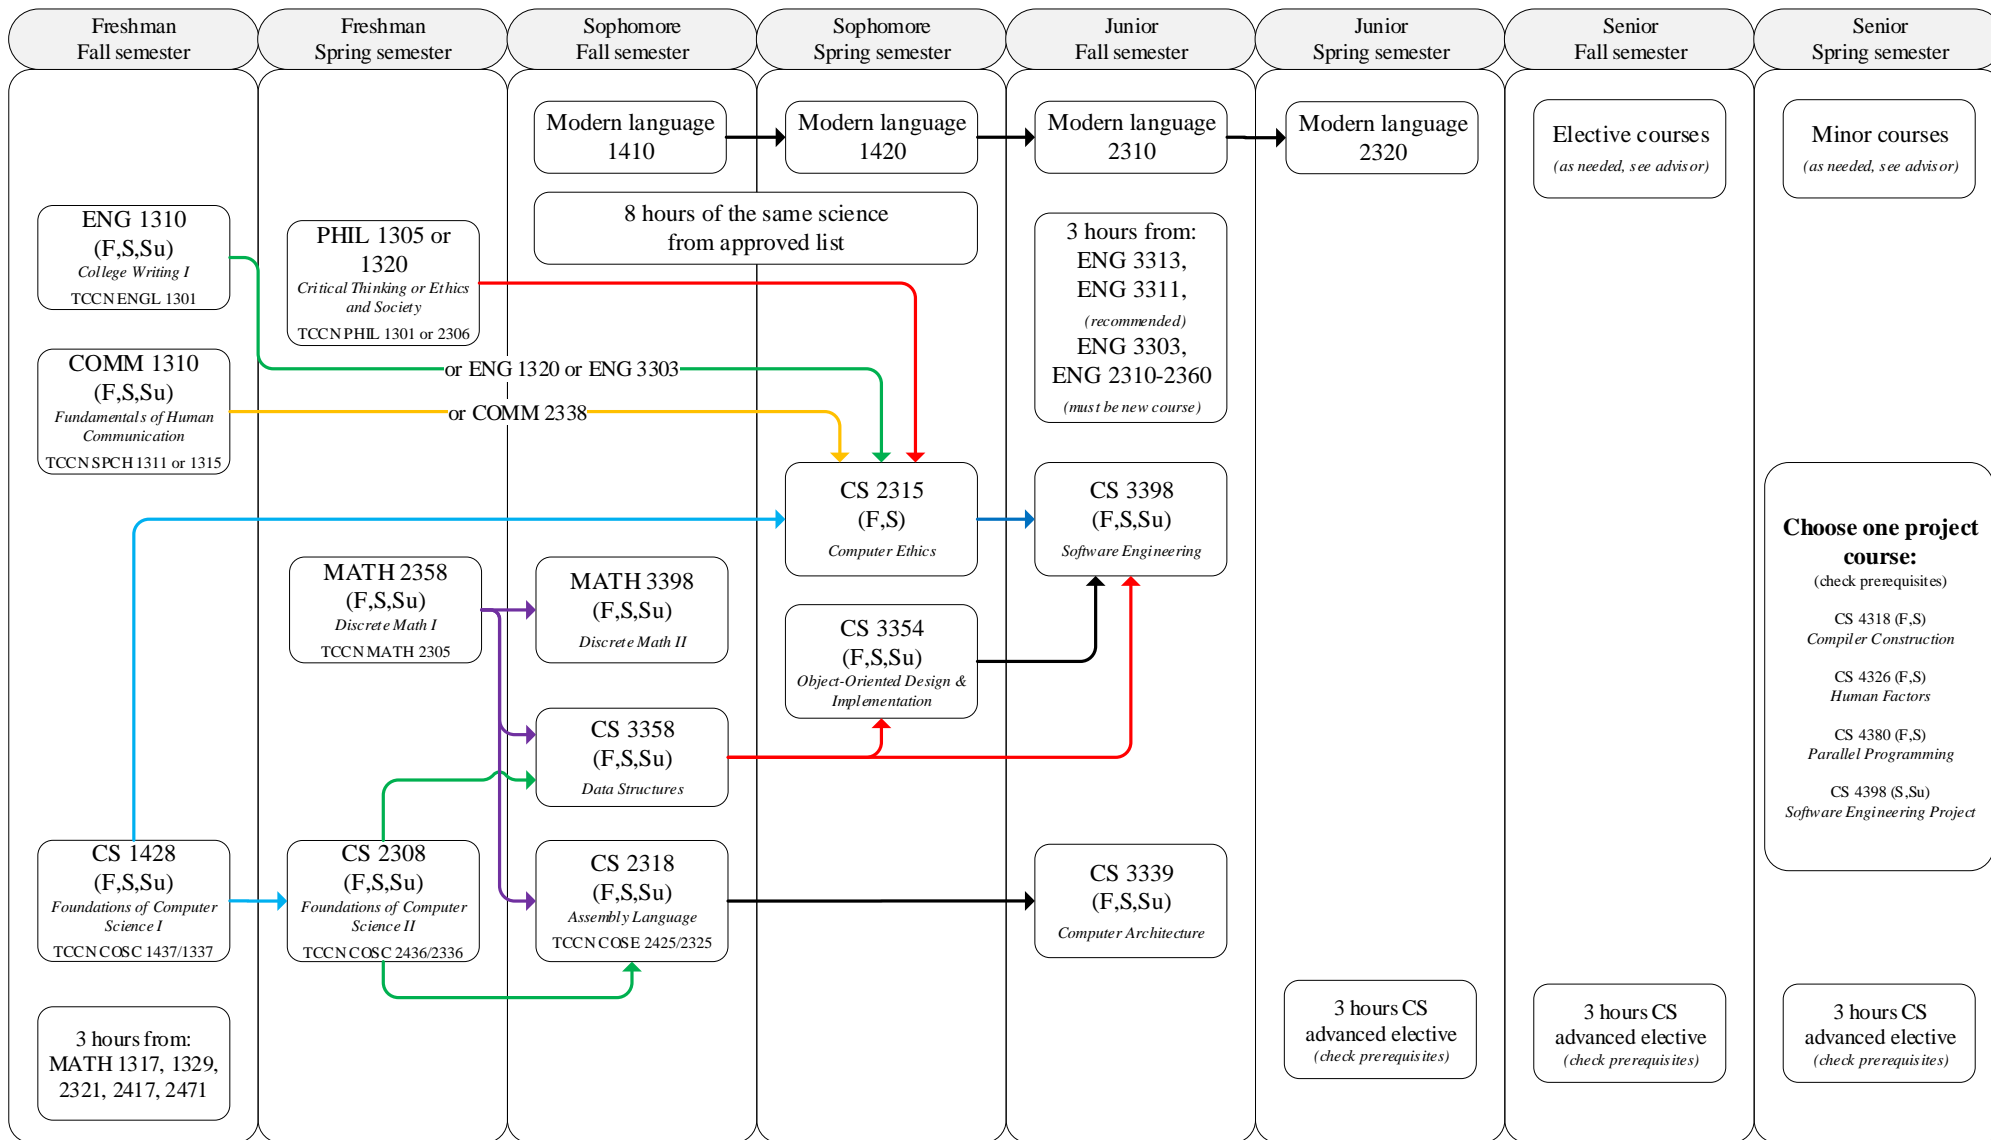 Freshman
Fall semester
Freshman
Spring semester
Sophomore
Fall semester
Sophomore
Spring semester
Junior
Fall semester
Junior
Spring semester
Senior
Fall semester
Senior
Spring semester
Modern language
1410
Modern language
1420
Modern language
2310
Modern language
2320
Elective courses
(as needed, see advisor)
Minor courses
(as needed, see advisor)
ENG 1310
(F,S,Su)
College Writing I
TCCN ENGL 1301
PHIL 1305 or
1320
Critical Thinking or Ethics
and Society
TCCN PHIL 1301 or 2306
8 hours of the same science
from approved list
3 hours from:
ENG 3313,
ENG 3311,
(recommended)
ENG 3303,
ENG 2310-2360
(must be new course)
COMM 1310
(F,S,Su)
Fundamentals of Human
Communication
TCCN SPCH 1311 or 1315
or ENG 1320 or ENG 3303
or COMM 2338
CS 2315
(F,S)
Computer Ethics
CS 3398
(F,S,Su)
Software Engineering
Choose one project
course:
(check prerequisites)
CS 4318 (F,S)
Compiler Construction
CS 4326 (F,S)
Human Factors
CS 4380 (F,S)
Parallel Programming
CS 4398 (S,Su)
Software Engineering Project
MATH 2358
(F,S,Su)
Discrete Math I
TCCN MATH 2305
MATH 3398
(F,S,Su)
Discrete Math II
CS 3354
(F,S,Su)
Object-Oriented Design &
Implementation
CS 3358
(F,S,Su)
Data Structures
CS 1428
(F,S,Su)
Foundations of Computer
Science I
TCCN COSC 1437/1337
CS 2308
(F,S,Su)
Foundations of Computer
Science II
TCCN COSC 2436/2336
CS 2318
(F,S,Su)
Assembly Language
TCCN COSE 2425/2325
CS 3339
(F,S,Su)
Computer Architecture
3 hours from:
MATH 1317, 1329,
2321, 2417, 2471
3 hours CS
advanced elective
(check prerequisites)
3 hours CS
advanced elective
(check prerequisites)
3 hours CS
advanced elective
(check prerequisites)